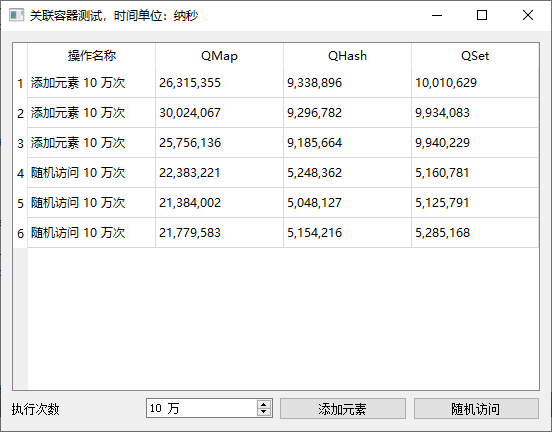 关联容器测试，时间单位：纳秒
操作名称 QMap QHash QSet
1 添加元素 10 万次 26,315,355 9,338,896 10,010,629
2 添加元素 10 万次 30,024,067 9,296,782 9,934,083
3 添加元素 10 万次 25,756,136 9,185,664 9,940,229
4 随机访问 10 万次 22,383,221 5,248,362 5,160,781
5 随机访问 10 万次 21,384,002 5,048,127 5,125,791
6 随机访问 10 万次 21,779,583 5,154,216 5,285,168
执行次数 10 万 添加元素 随机访问